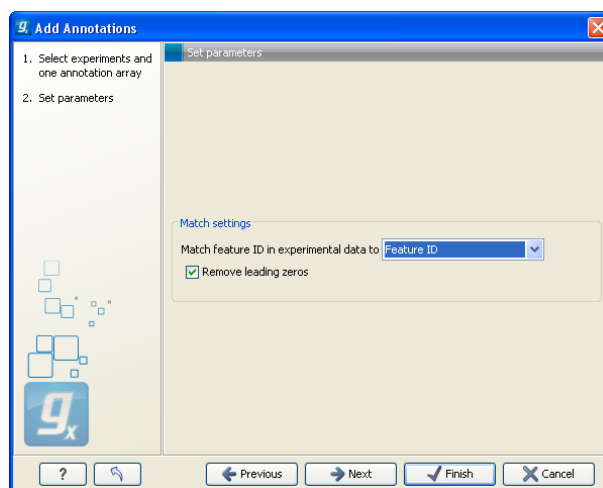 Add Annotations
1. Select experiments and
one annotation array
2. Set parameters
Set parameters
Match settings
Match feature ID in experimental data to Feature ID
Remove leading zeros
gx
? Previous Next Finish Cancel